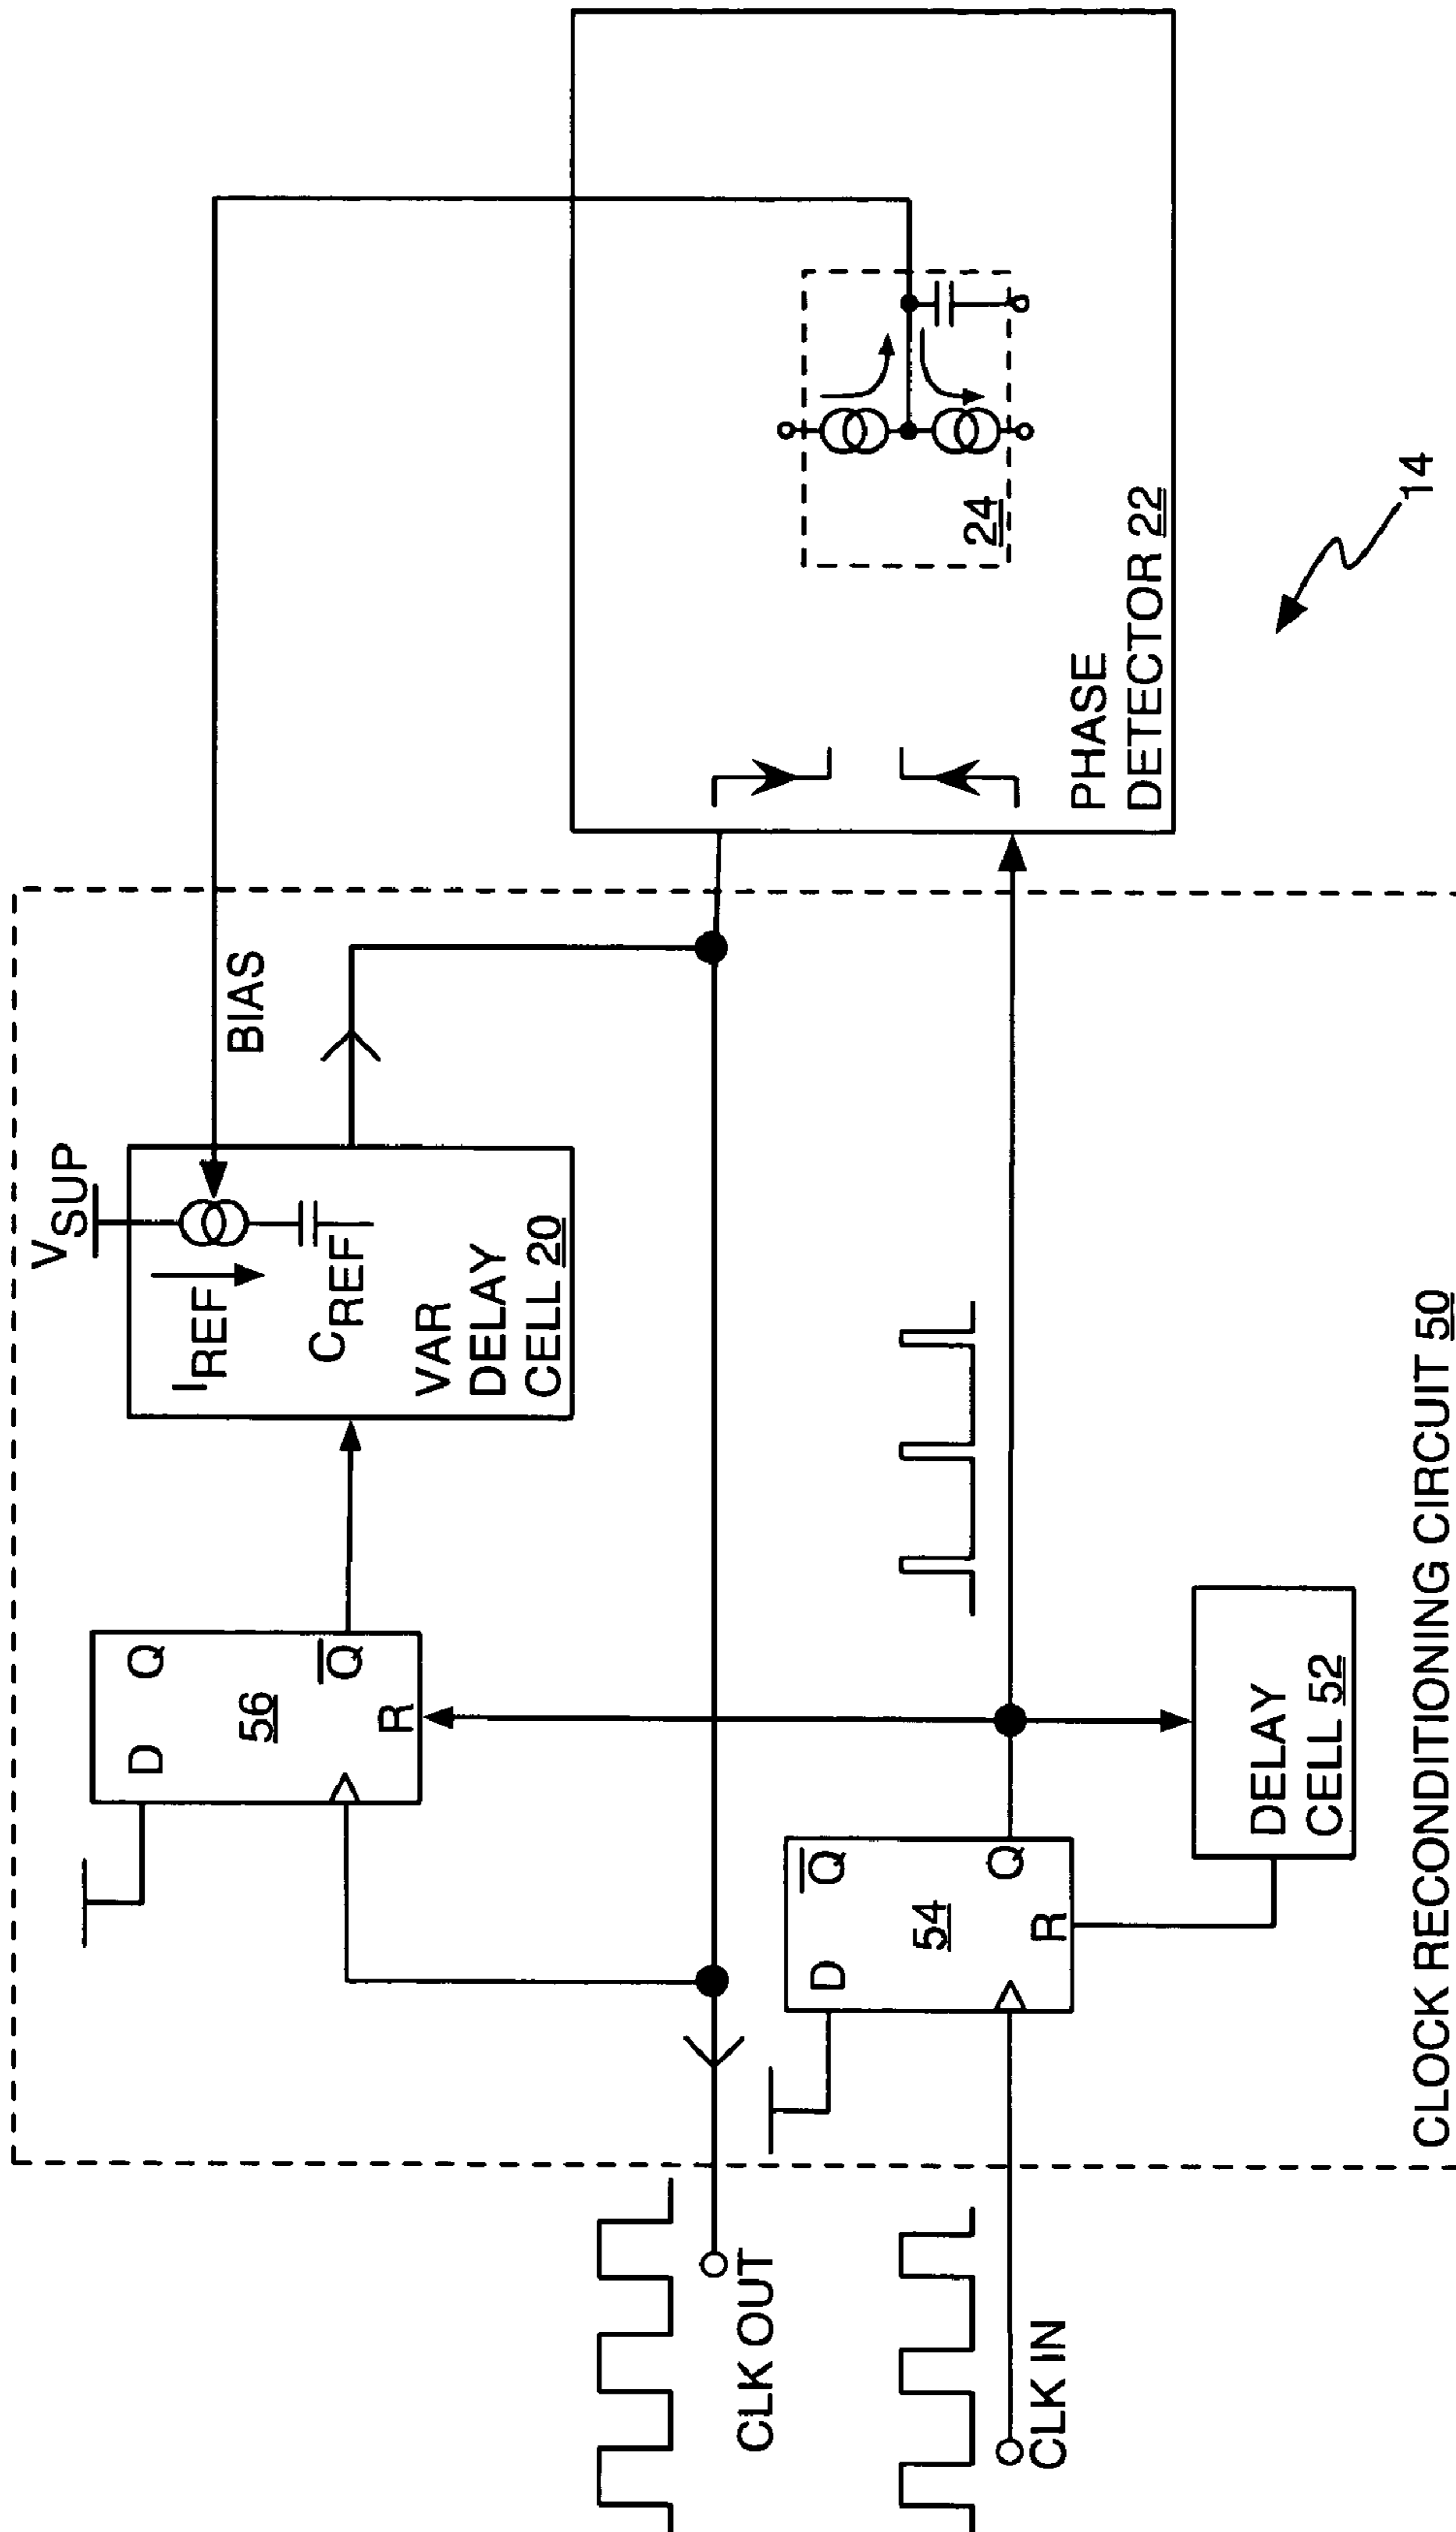 V_SUP
I_REF
C_REF
VAR
DELAY
CELL 20
BIAS
D
Q
56
Q̅
R
CLK OUT
CLK IN
D
Q̅
54
Q
R
DELAY
CELL 52
24
PHASE
DETECTOR 22
CLOCK RECONDITIONING CIRCUIT 50
14